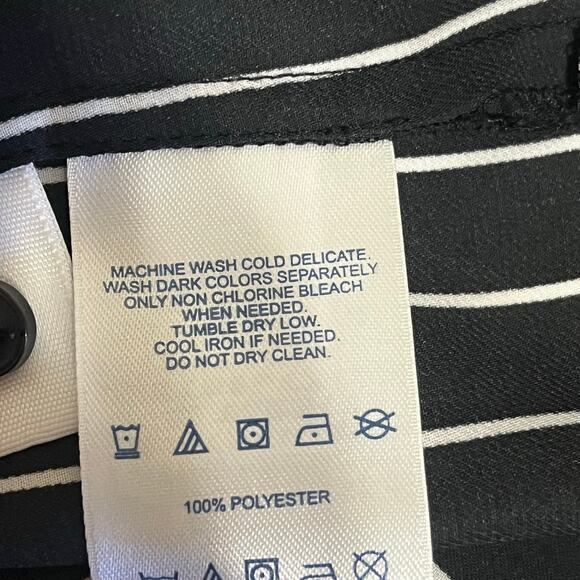 MACHINE WASH COLD DELICATE.
WASH DARK COLORS SEPARATELY
ONLY NON CHLORINE BLEACH
WHEN NEEDED.
TUMBLE DRY LOW.
COOL IRON IF NEEDED.
DO NOT DRY CLEAN.
100% POLYESTER